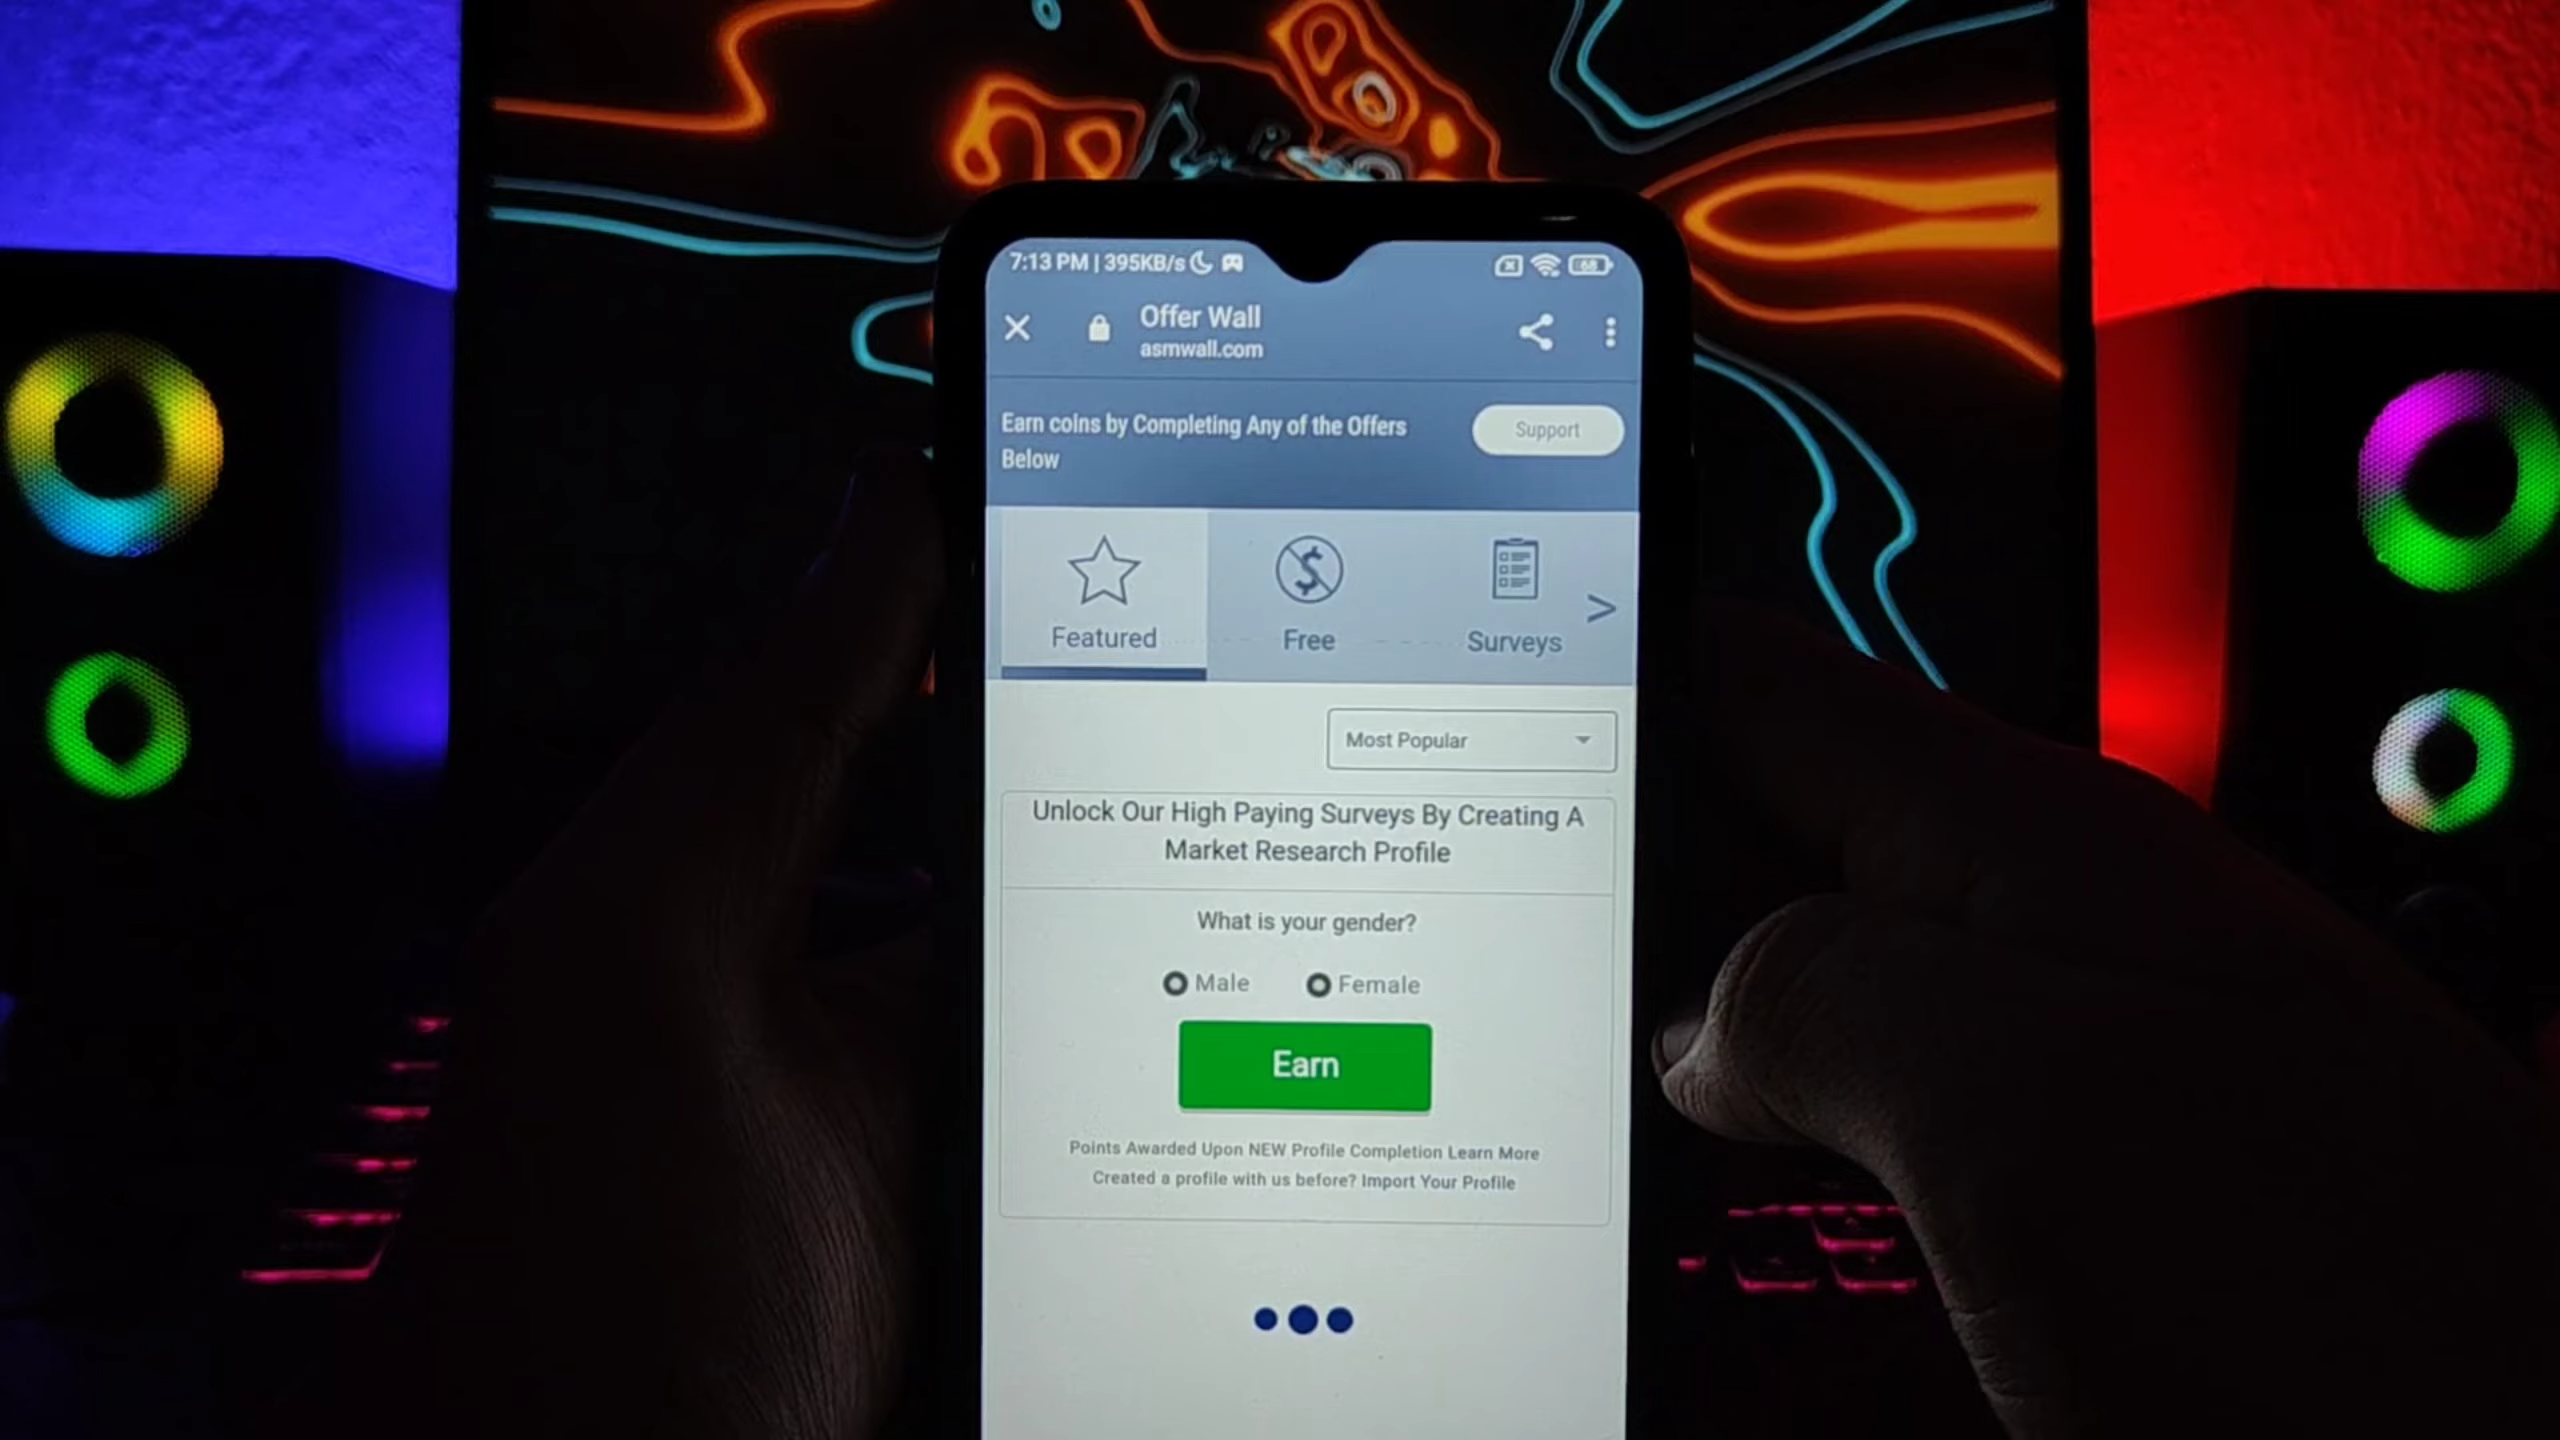 7:13 PM | 395KB/s
68
Offer Wall
asmwall.com
Earn coins by Completing Any of the Offers
Below
Support
Featured
Free
Surveys
>
Most Popular
Unlock Our High Paying Surveys By Creating A
Market Research Profile
What is your gender?
Male
Female
Earn
Points Awarded Upon NEW Profile Completion Learn More
Created a profile with us before? Import Your Profile